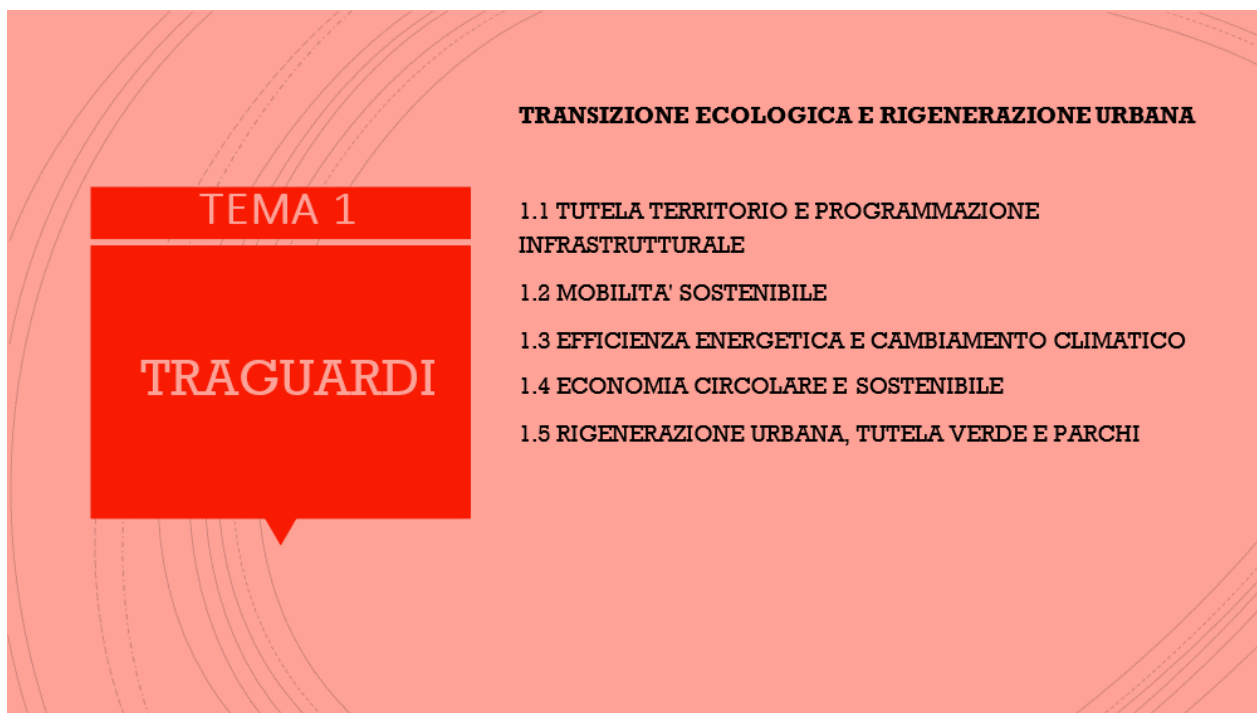 TEMA 1
TRAGUARDI
TRANSIZIONE ECOLOGICA E RIGENERAZIONE URBANA
1.1 TUTELA TERRITORIO E PROGRAMMAZIONE
INFRASTRUTTURALE
1.2 MOBILITA' SOSTENIBILE
1.3 EFFICIENZA ENERGETICA E CAMBIAMENTO CLIMATICO
1.4 ECONOMIA CIRCOLARE E SOSTENIBILE
1.5 RIGENERAZIONE URBANA, TUTELA VERDE E PARCHI